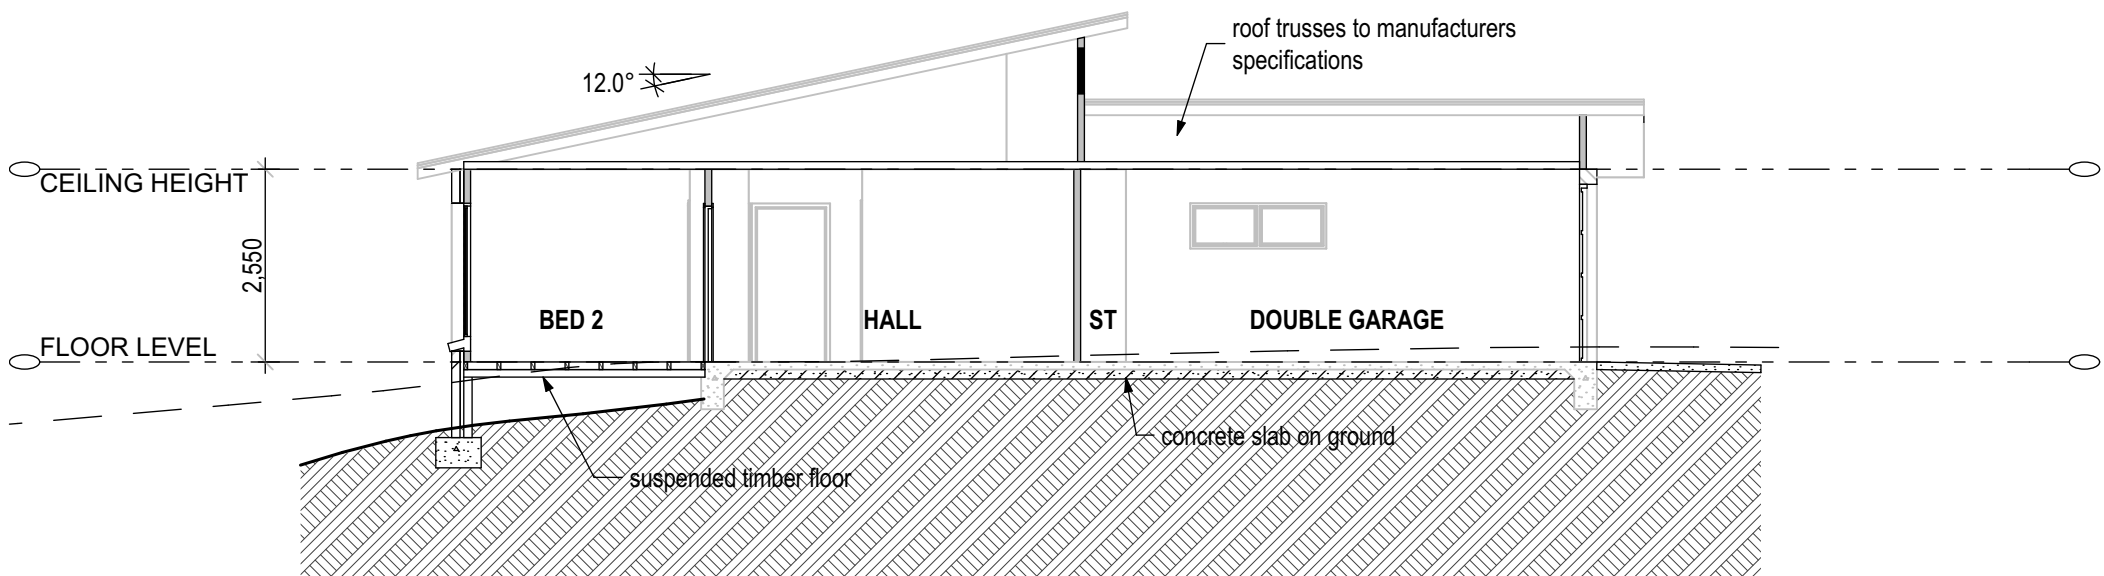 roof trusses to manufacturers
specifications
12.0°
CEILING HEIGHT
2,550
BED 2
HALL
ST
DOUBLE GARAGE
FLOOR LEVEL
concrete slab on ground
suspended timber floor